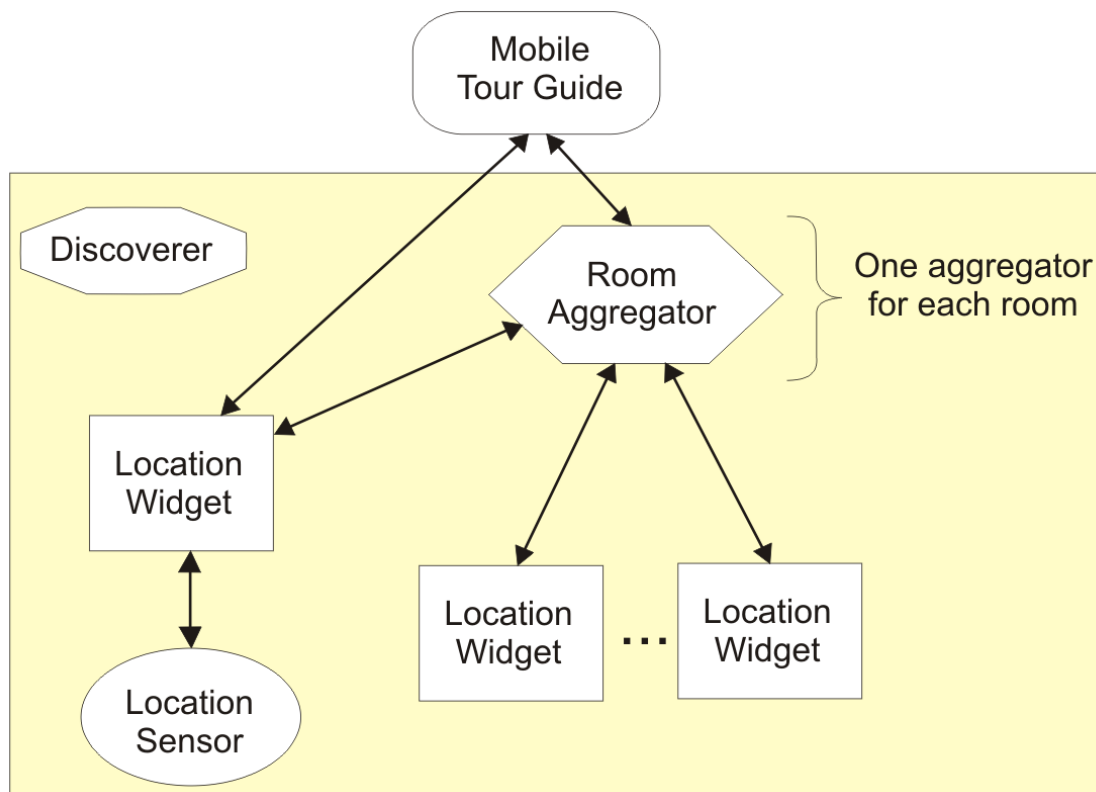 Mobile
Tour Guide
Discoverer
Room
Aggregator
One aggregator
for each room
Location
Widget
Location
Widget
...
Location
Widget
Location
Sensor